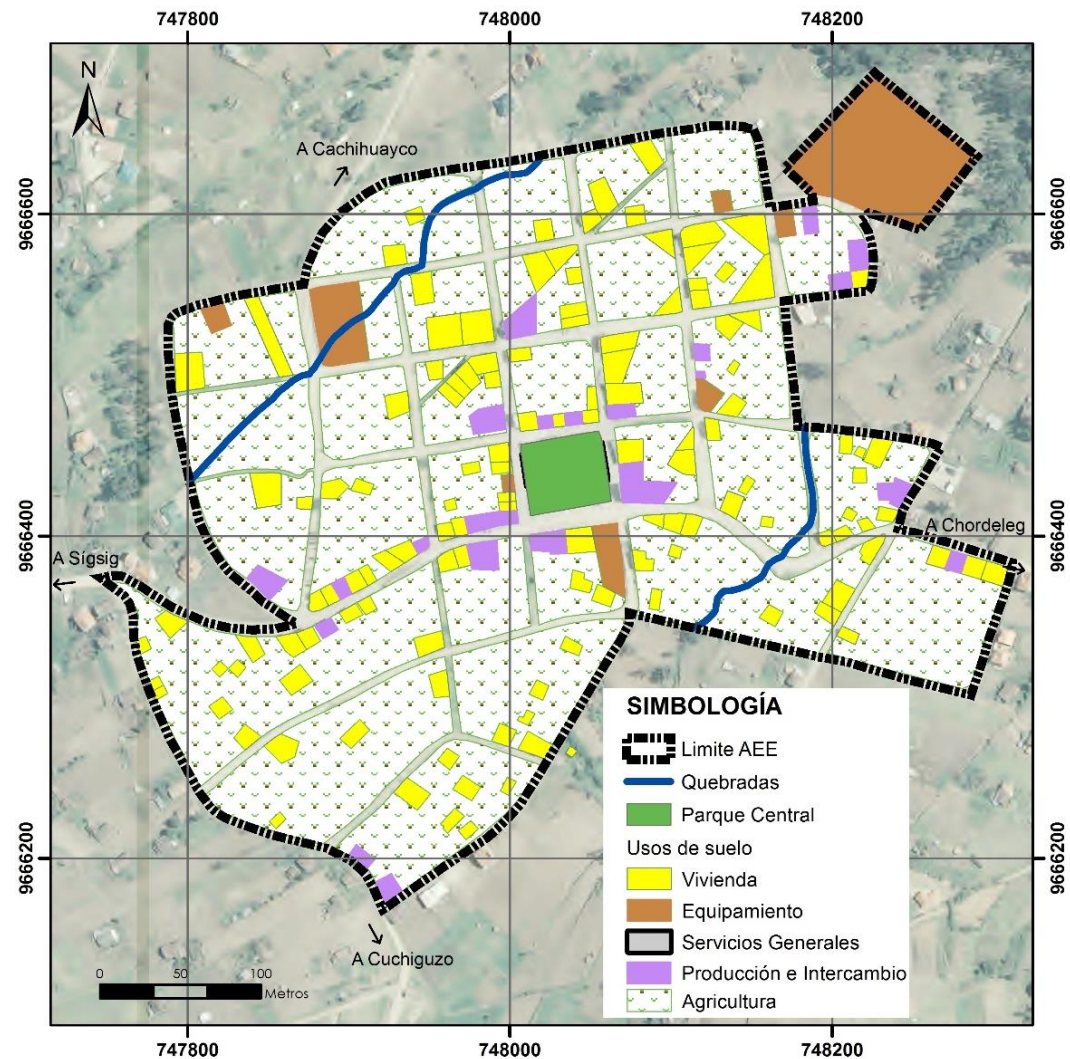 747800 748000 748200
N
A Cachihuayco
9666600 9666600
A Chordeleg
9666400 9666400
A Sígsig
SIMBOLOGÍA
Limite AEE
Quebradas
Parque Central
Usos de suelo
9666200 9666200
Vivienda
Equipamiento
Servicios Generales
A Cuchiguzo
Producción e Intercambio
0 50 100
Metros
Agricultura
747800 748000 748200